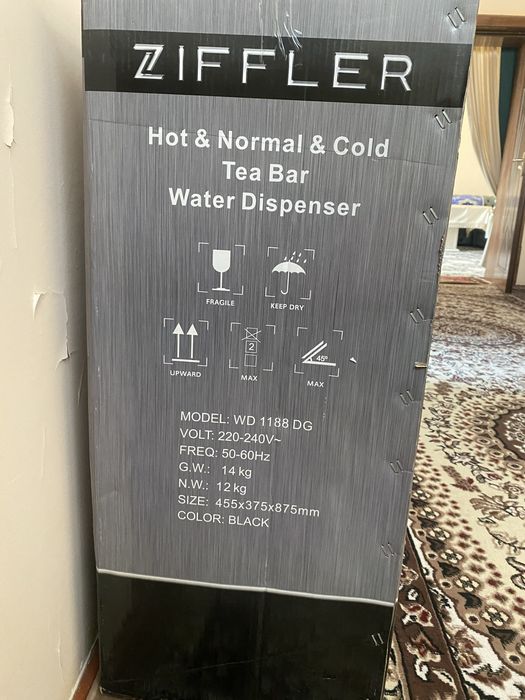 ZIFFLER
Hot & Normal & Cold
Tea Bar
Water Dispenser
FRAGILE
KEEP DRY
45º
2
UPWARD
MAX
MAX
MODEL: WD 1188 DG
VOLT: 220-240V~
FREQ: 50-60Hz
G.W.: 14 kg
N.W.: 12 kg
SIZE: 455x375x875mm
COLOR: BLACK